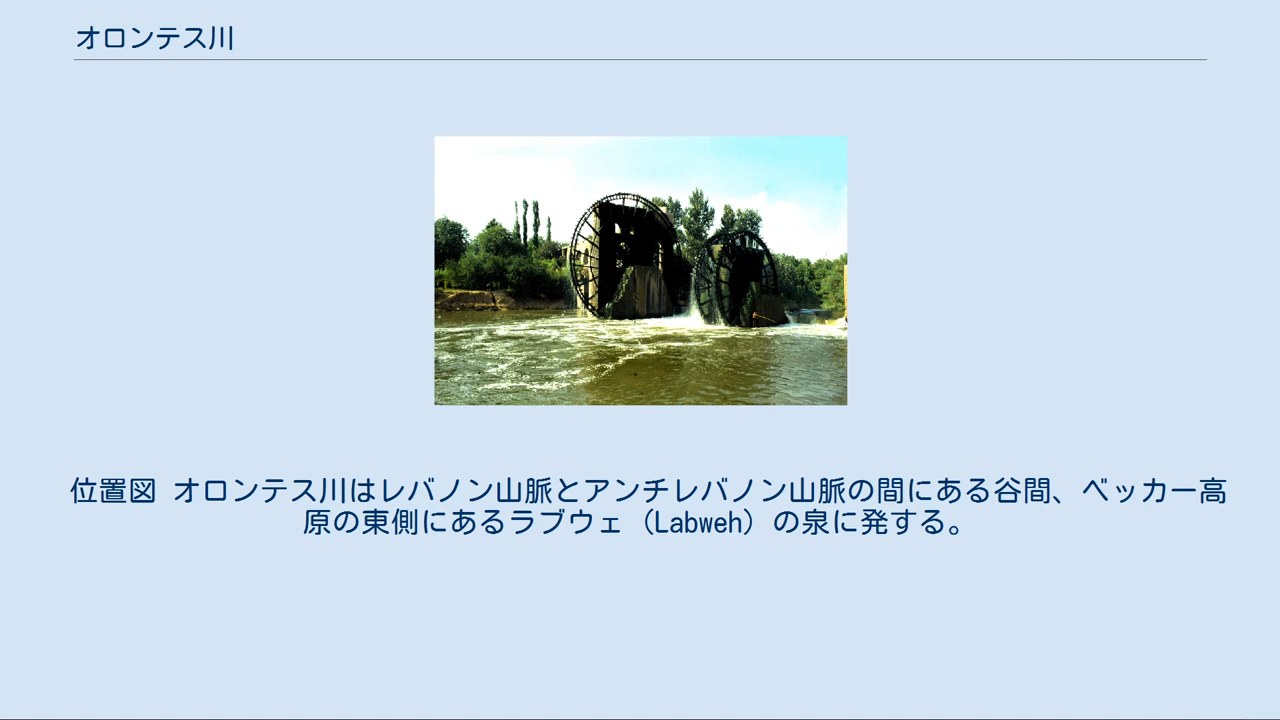 オロンテス川
位置図 オロンテス川はレバノン山脈とアンチレバノン山脈の間にある谷間、ベッカー高
原の東側にあるラブウェ（Labweh）の泉に発する。